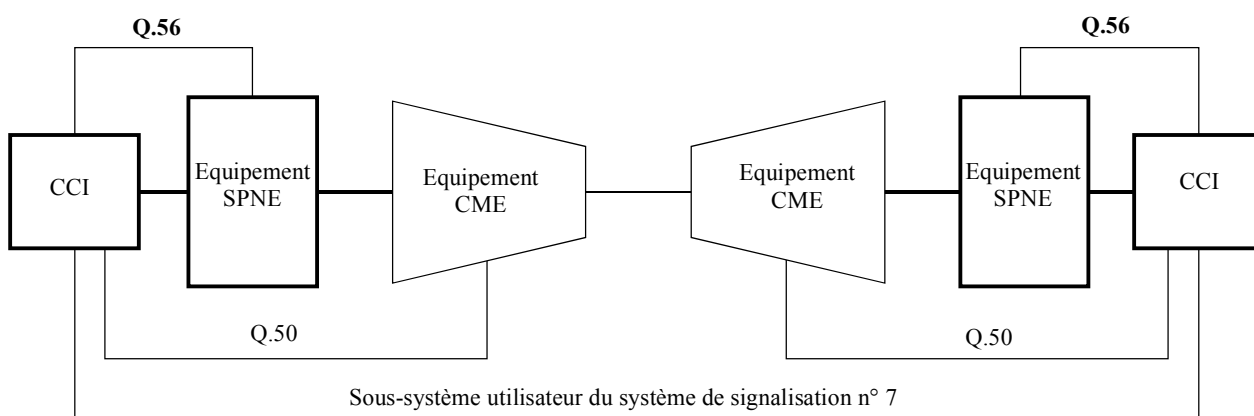 Q.56
Q.56
CCI
Equipement
SPNE
Equipement
CME
Equipement
CME
Equipement
SPNE
CCI
Q.50
Q.50
Sous-système utilisateur du système de signalisation n° 7